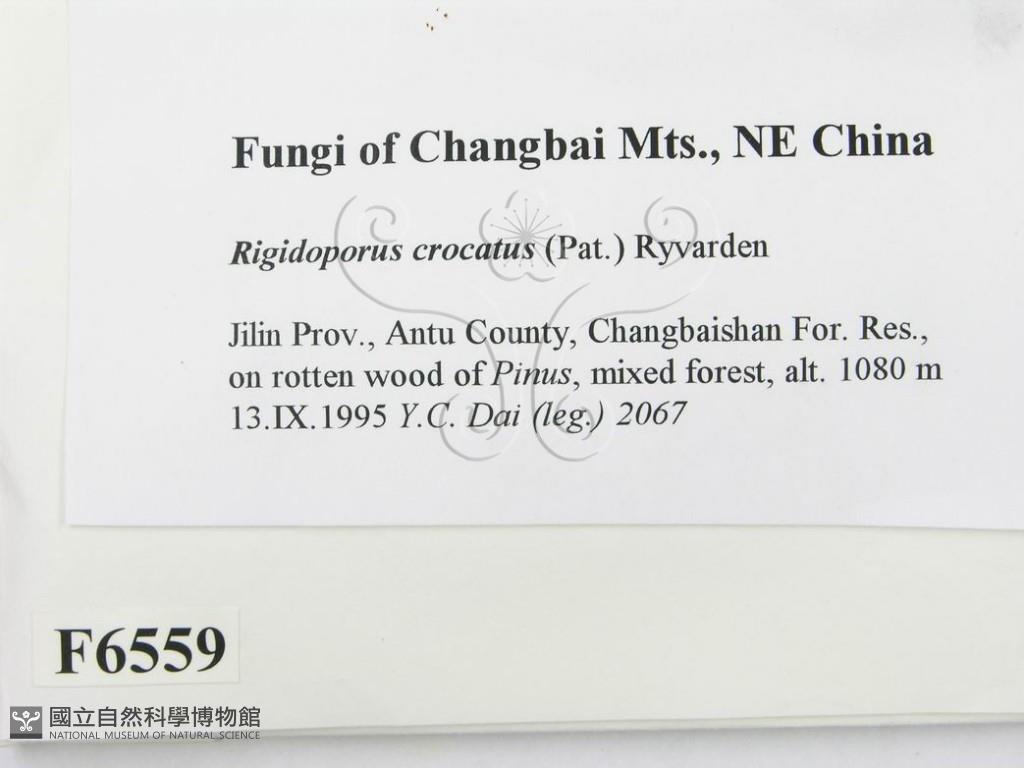 Fungi of Changbai Mts., NE China
Rigidoporus crocatus (Pat.) Ryvarden
Jilin Prov., Antu County, Changbaishan For. Res.,
on rotten wood of Pinus, mixed forest, alt. 1080 m
13.IX.1995 Y.C. Dai (leg.) 2067
F6559
國立自然科學博物館
NATIONAL MUSEUM OF NATURAL SCIENCE